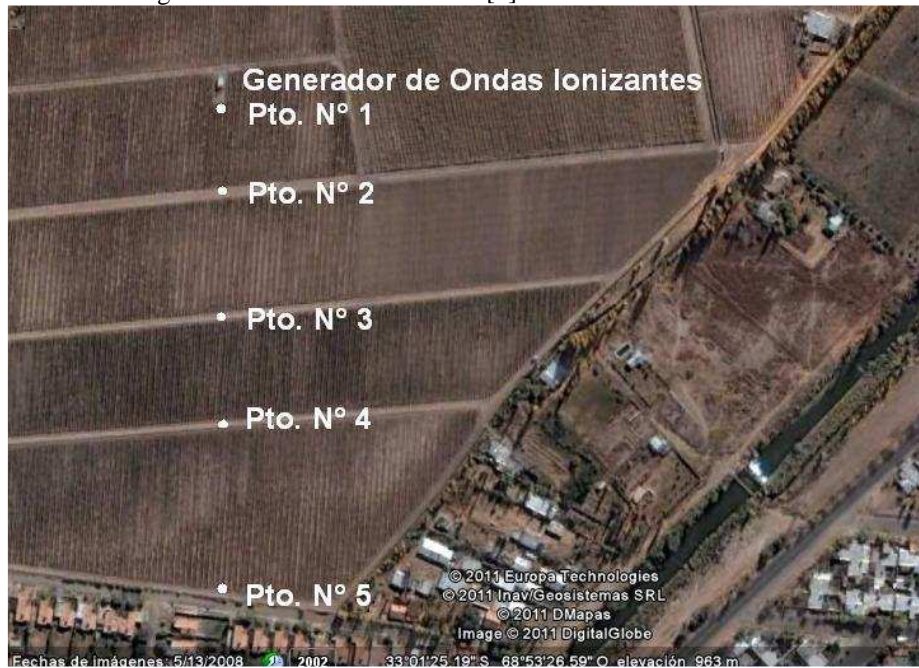 [4]
Generador de Ondas Ionizantes
Pto. N° 1
Pto. N° 2
Pto. N° 3
Pto. N° 4
Pto. N° 5
© 2011 Europa Technologies
© 2011 Inav/Geosistemas SRL
© 2011 DMapas
Image © 2011 DigitalGlobe
Fechas de imágenes: 5/13/2008 2002 33°01'25.19" S 68°53'26.59" O elevación 963 m